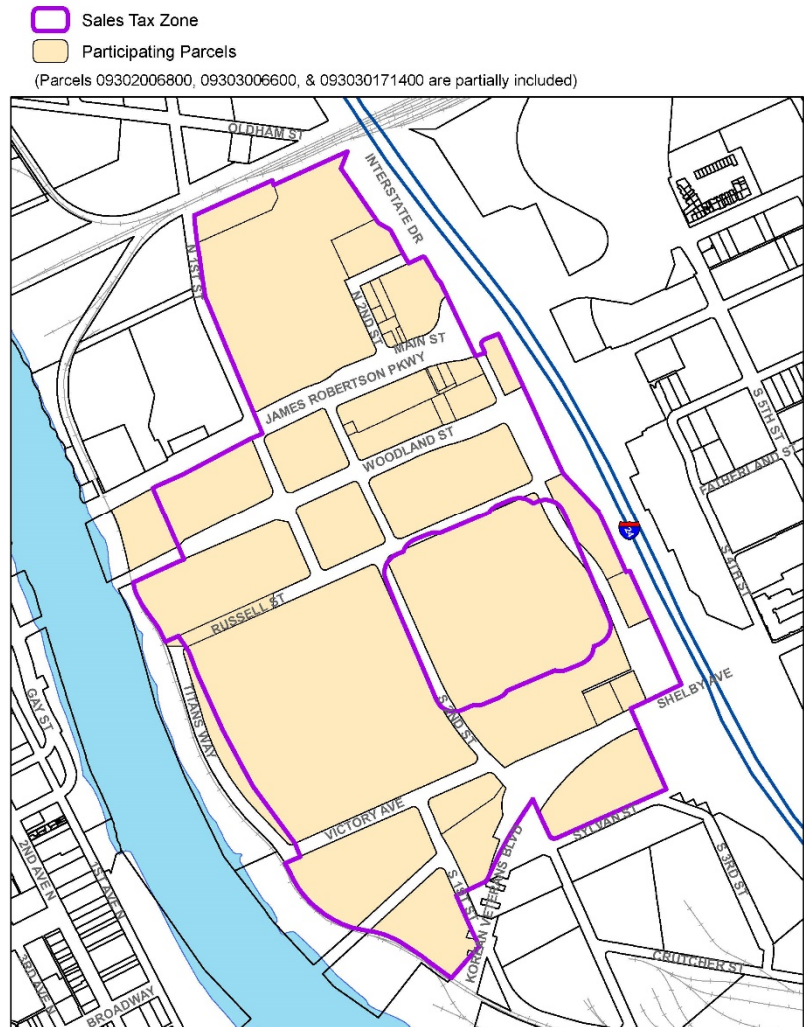 Sales Tax Zone
Participating Parcels
(Parcels 09302006800, 09303006600, & 093030171400 are partially included)
OLDHAM ST
INTERSTATE DR
N 1ST ST
N 2ND ST
MAIN ST
JAMES ROBERTSON PKWY
WOODLAND ST
S 5TH ST
FATHERLAND ST
S 4TH ST
24
RUSSELL ST
TITANS WAY
GAY ST
S 2ND ST
SHELBY AVE
VICTORY AVE
SYLVAN ST
S 3RD ST
2ND AVE N
1ST AVE N
S 1ST ST
KOREAN VETERANS BLVD
3RD AVE N
BROADWAY
CRUTCHER ST